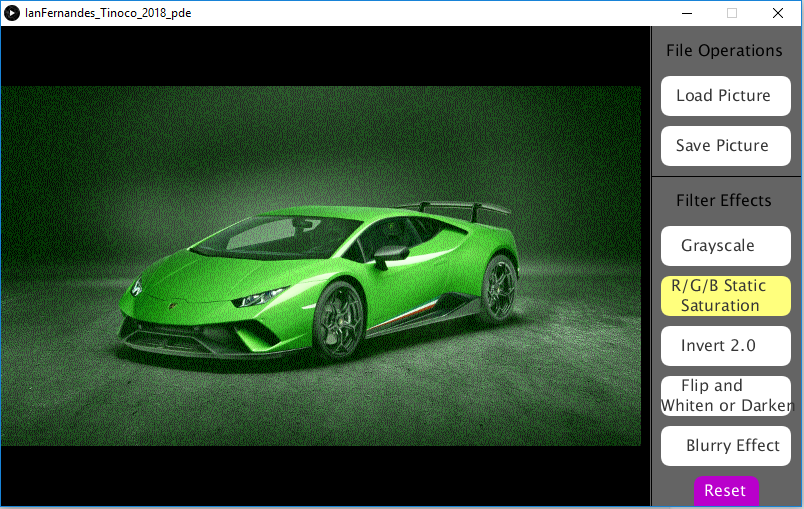 IanFernandes_Tinoco_2018_pde
File Operations
Load Picture
Save Picture
Filter Effects
Grayscale
R/G/B Static
Saturation
Invert 2.0
Flip and
Whiten or Darken
Blurry Effect
Reset